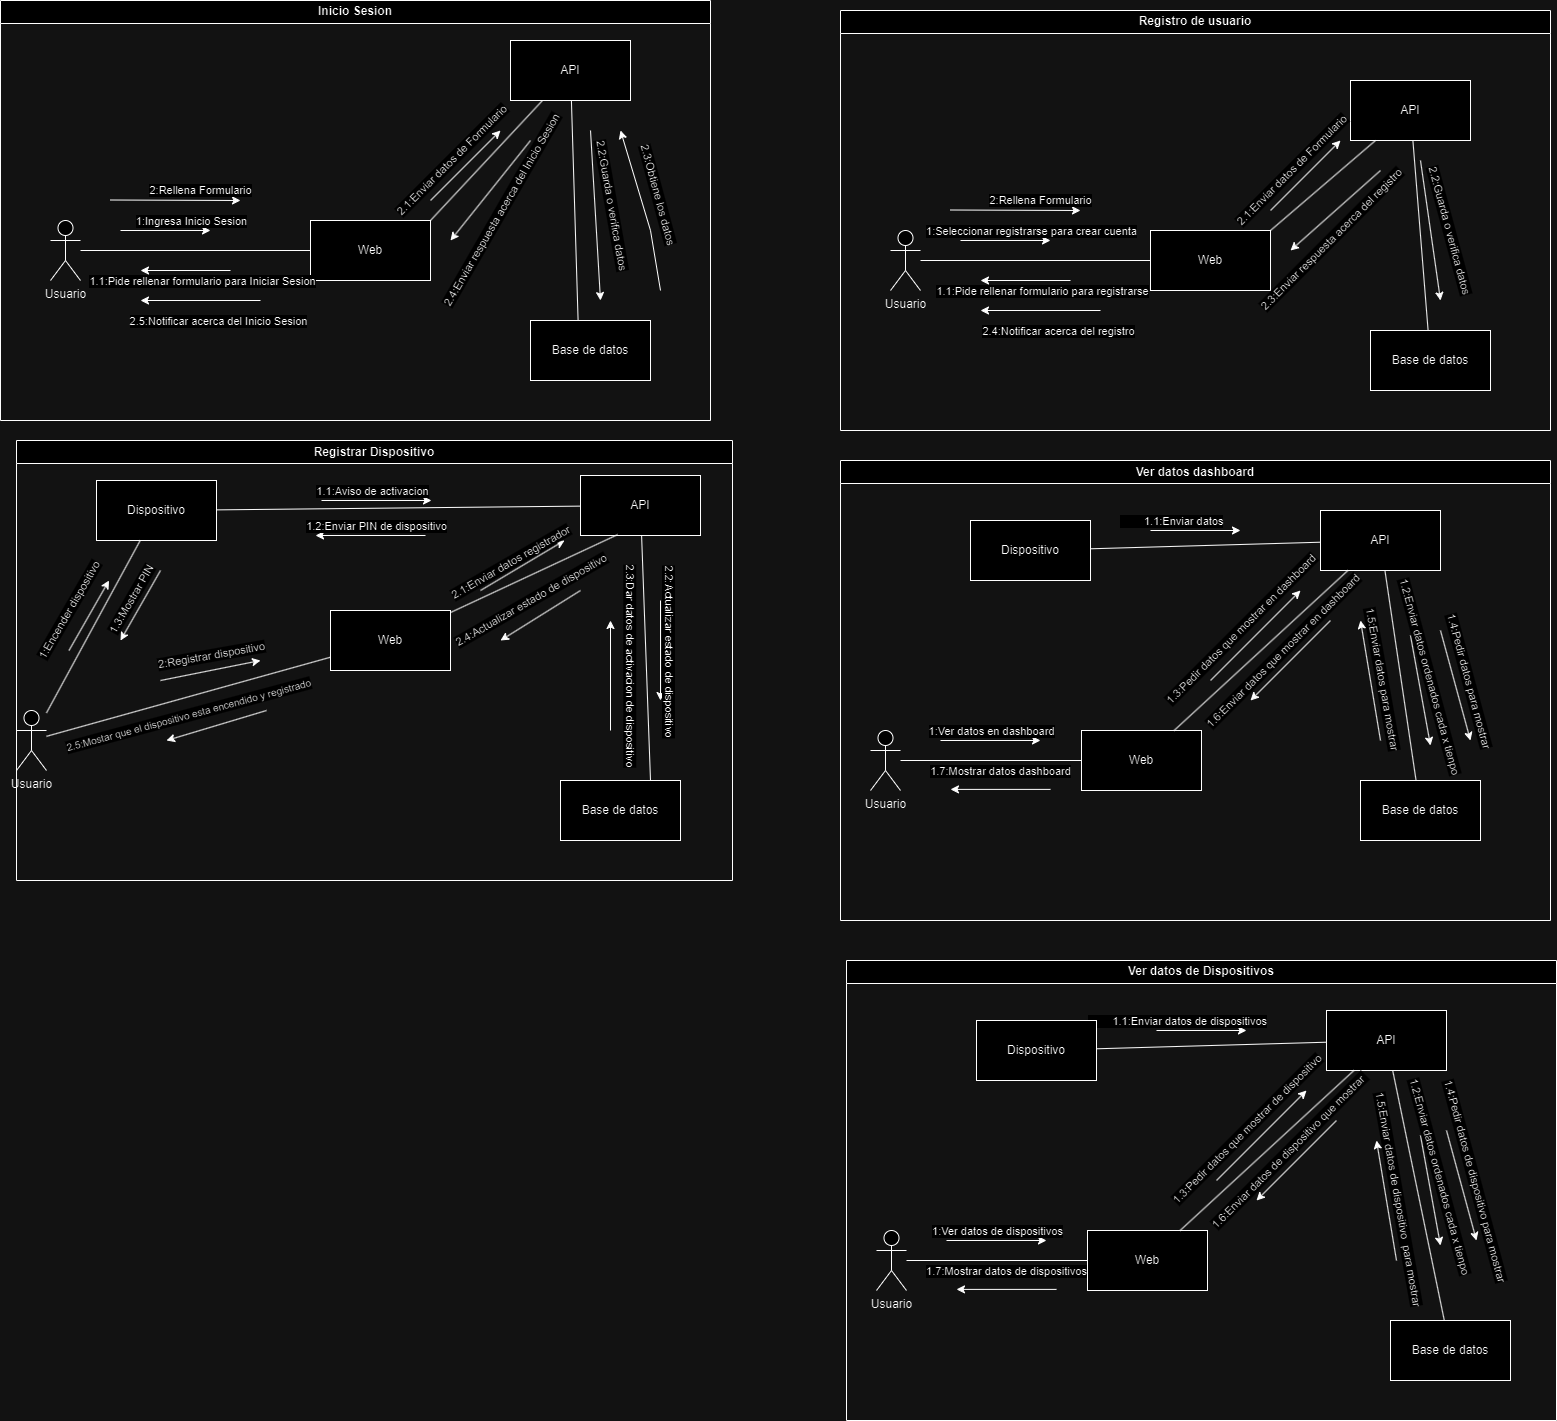 Inicio Sesion
API
2.1:Enviar datos de Formulario
2.4:Enviar respuesta acerca del Inicio Sesion
2.2:Guarda o verifica datos
2.3:Obtiene los datos
2:Rellena Formulario
1:Ingresa Inicio Sesion
Web
1.1:Pide rellenar formulario para Iniciar Sesion
Usuario
2.5:Notificar acerca del Inicio Sesion
Base de datos
Registro de usuario
API
2.1:Enviar datos de Formulario
2.3:Enviar respuesta acerca del registro
2.2:Guarda o verifica datos
2:Rellena Formulario
1:Seleccionar registrarse para crear cuenta
Web
1.1:Pide rellenar formulario para registrarse
Usuario
2.4:Notificar acerca del registro
Base de datos
Registrar Dispositivo
Dispositivo
1.1:Aviso de activacion
API
1.2:Enviar PIN de dispositivo
1:Encender dispositivo
1.3:Mostrar PIN
2.1:Enviar datos registrador
2.4:Actualizar estado de dispositivo
2.3:Dar datos de activacion de dispositivo
2.2:Actualizar estado de dispositivo
Web
2:Registrar dispositivo
2.5:Mostar que el dispositivo esta encendido y registrado
Usuario
Base de datos
Ver datos dashboard
Dispositivo
1.1:Enviar datos
API
1.3:Pedir datos que mostrar en dashboard
1.6:Enviar datos que mostrar en dashboard
1.5:Enviar datos para mostrar
1.2:Enviar datos ordenados cada x tienpo
1.4:Pedir datos para mostrar
1:Ver datos en dashboard
Web
1.7:Mostrar datos dashboard
Usuario
Base de datos
Ver datos de Dispositivos
Dispositivo
1.1:Enviar datos de dispositivos
API
1.3:Pedir datos que mostrar de dispositivo
1.6:Enviar datos de dispositivo que mostrar
1.5:Enviar datos de dispositivo para mostrar
1.2:Enviar datos ordenados cada x tienpo
1.4:Pedir datos de dispositivo para mostrar
1:Ver datos de dispositivos
Web
1.7:Mostrar datos de dispositivos
Usuario
Base de datos